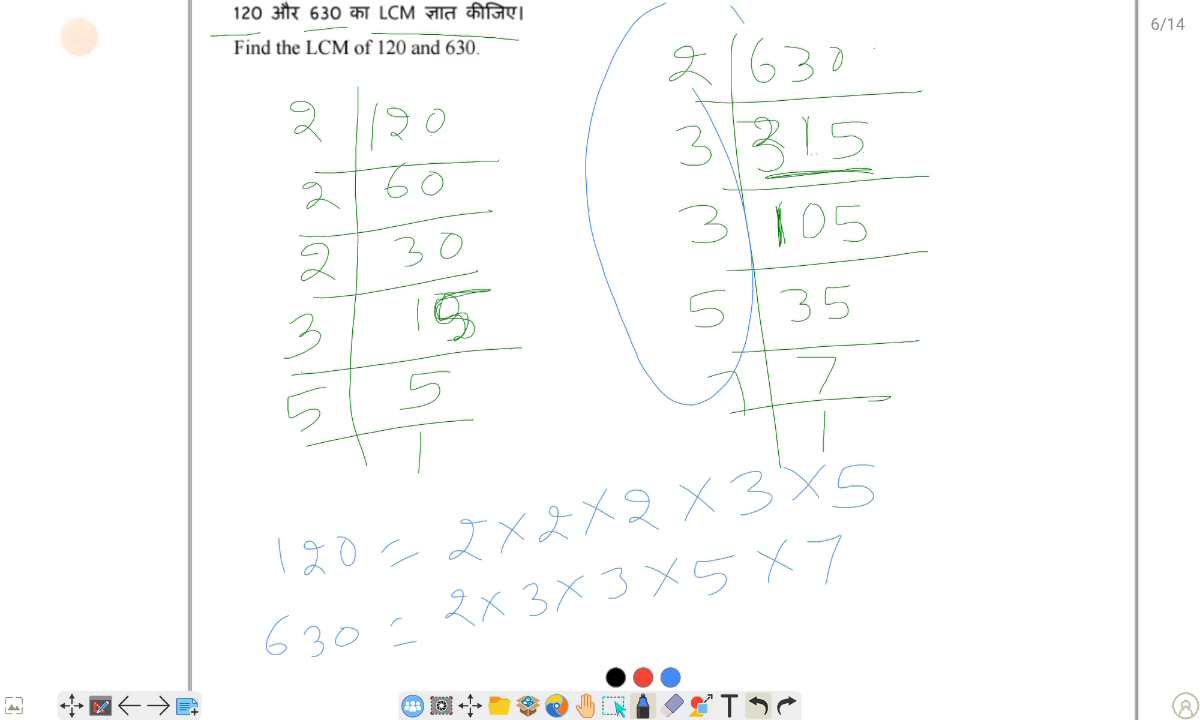 120 और 630 का LCM ज्ञात कीजिए।
Find the LCM of 120 and 630.
6/14
2 120
2 60
2 30
3 15
5 5
1
2 630
3 315
3 105
5 35
7 7
1
120 = 2 × 2 × 2 × 3 × 5
630 = 2 × 3 × 3 × 5 × 7
T